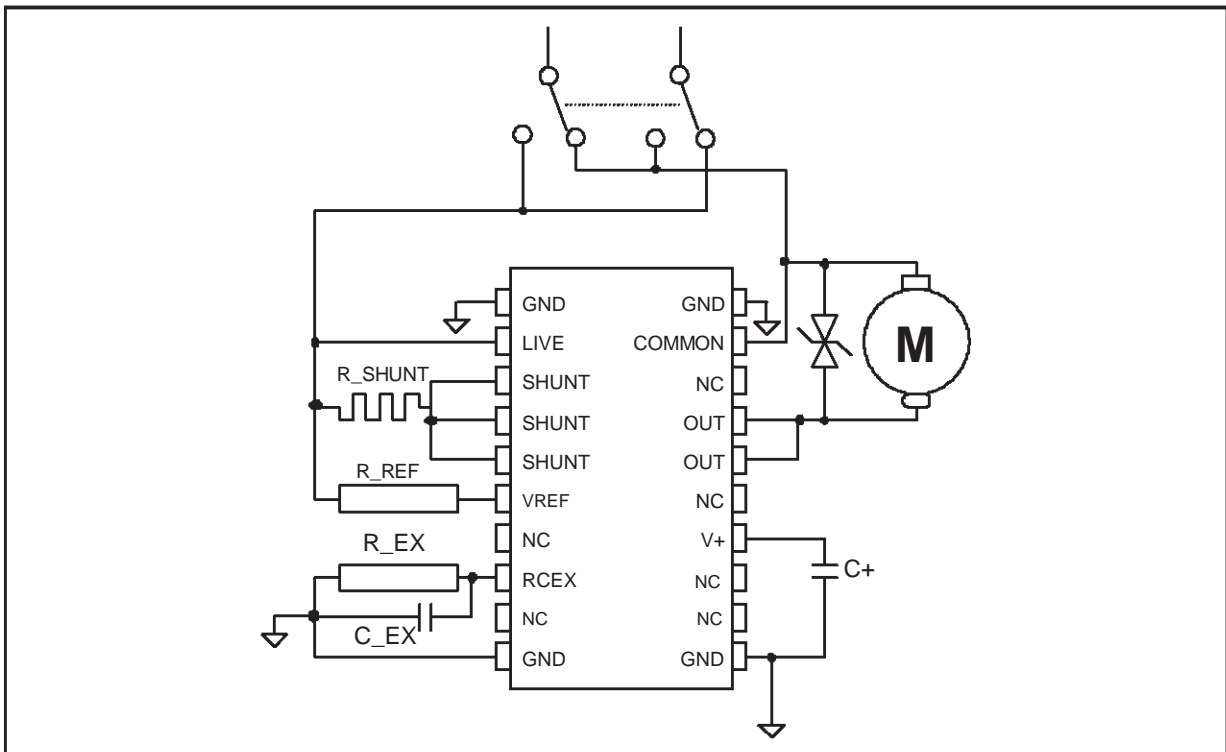 GND GND
LIVE COMMON
R_SHUNT SHUNT NC
SHUNT OUT
SHUNT OUT
R_REF VREF NC
R_EX NC V+
RCEX NC C+
C_EX NC NC
GND GND
M